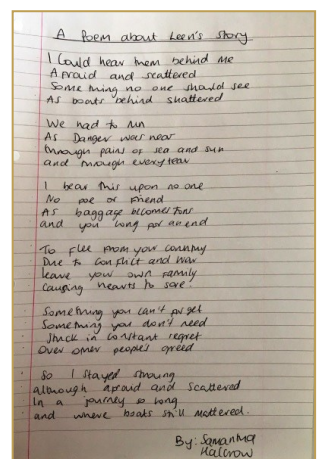 A Poem about Leen's Story
I Could hear them behind me
Afraid and scattered
Something no one should see
As boats behind shattered
We had to run
As Danger was near
through pains of sea and sun
and through every tear
I bear this upon no one
No foe or friend
As baggage becomes tons
and you long for an end
To flee from your country
Due to conflict and war
leave your own family
Causing hearts to sore.
Something you can't forget
Something you don't need
Stuck in constant regret
Over other people's greed
So I stayed strong
although afraid and scattered
In a journey so long
and where boats still mattered.
By: Samantha
Halcrow